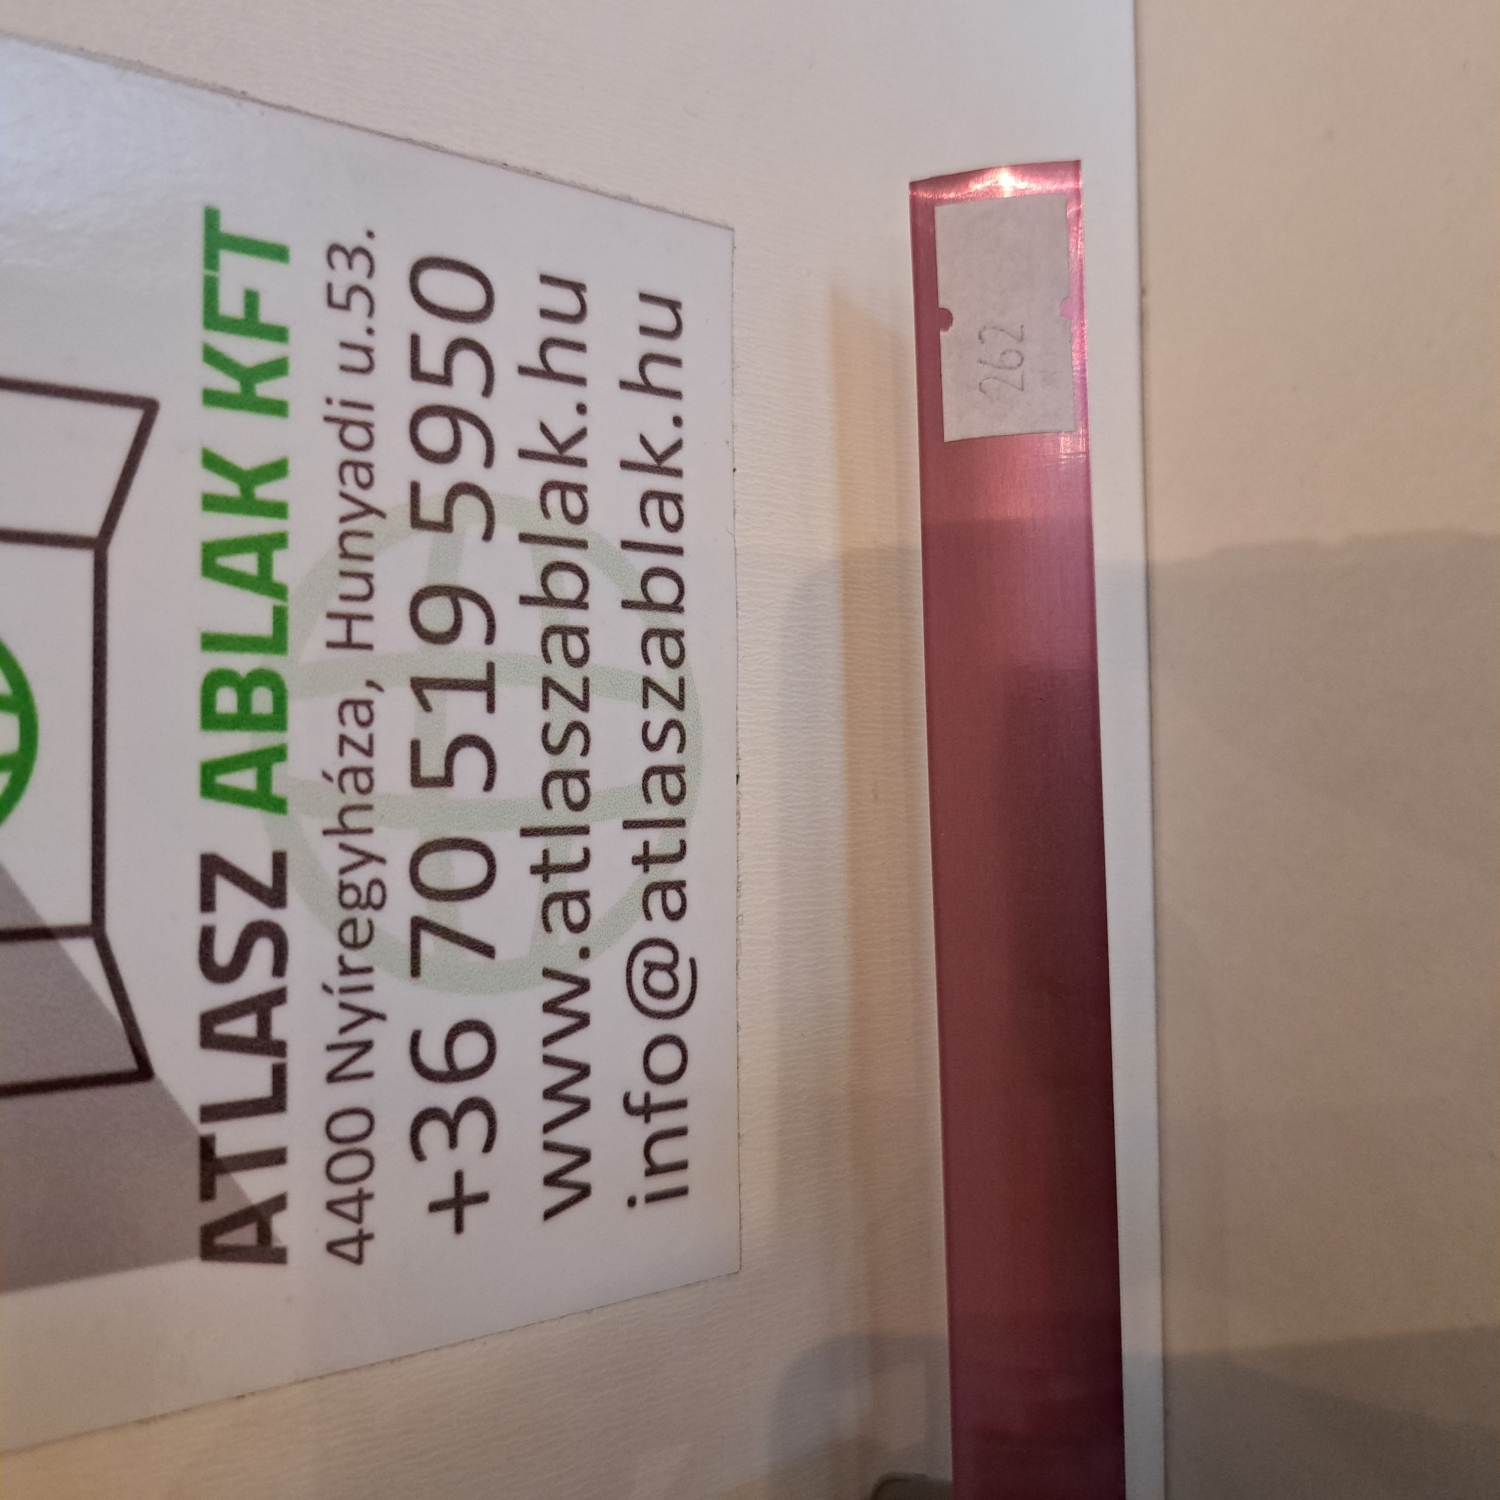 ATLASZ ABLAK KFT
4400 Nyíregyháza, Hunyadi u.53.
+36 70 519 5950
www.atlaszablak.hu
info@atlaszablak.hu
262